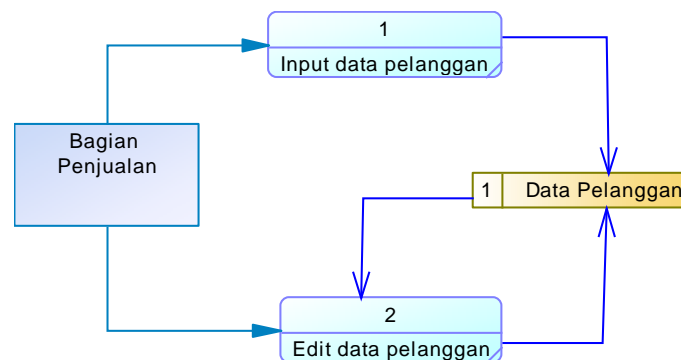 1
Input data pelanggan
Bagian
Penjualan
1 Data Pelanggan
2
Edit data pelanggan